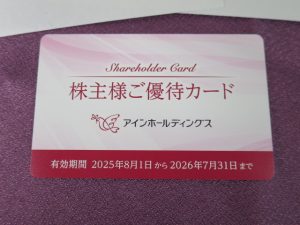 Shareholder Card
株主様ご優待カード
アインホールディングス
有効期間 2025年8月1日から2026年7月31日まで